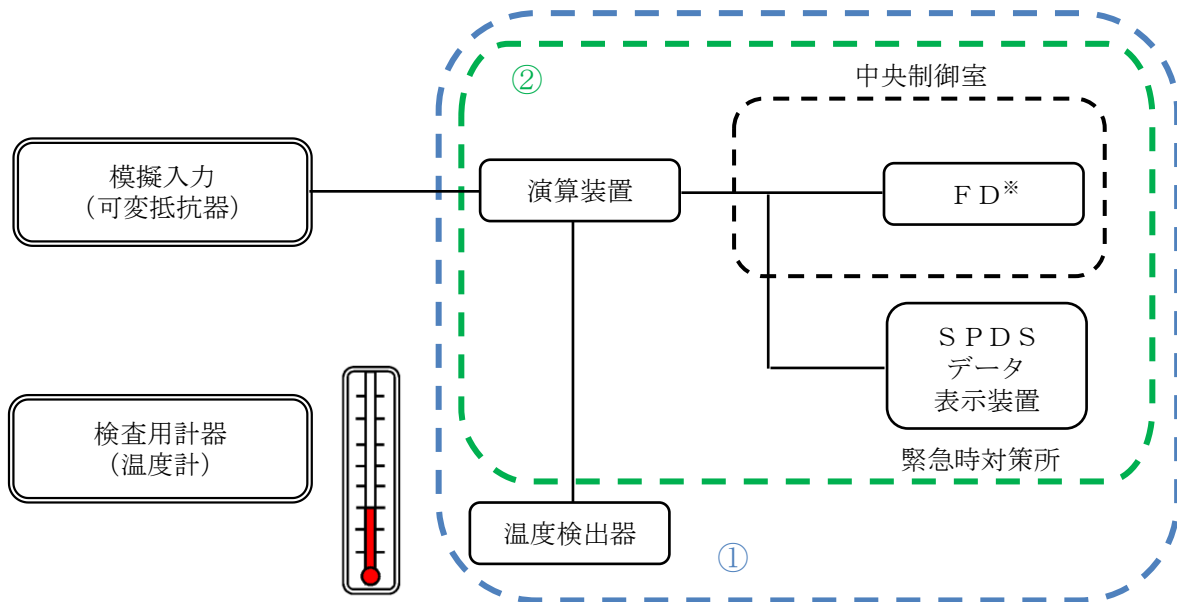 ②
中央制御室
模擬入力
（可変抵抗器）
演算装置
ＦＤ※
ＳＰＤＳ
データ
表示装置
検査用計器
（温度計）
緊急時対策所
温度検出器
①